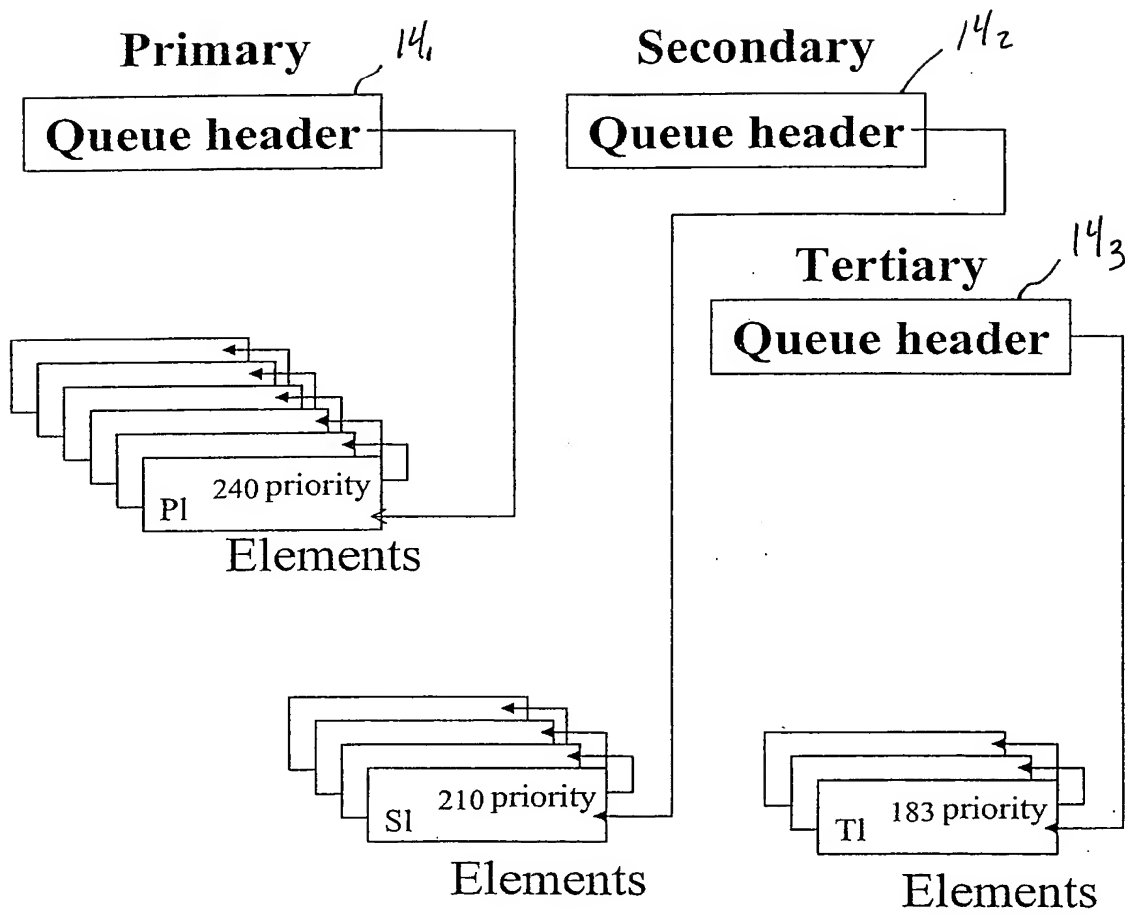 Primary
14₁
Queue header
Secondary
14₂
Queue header
Tertiary
14₃
Queue header
240 priority
Pl
Elements
210 priority
Sl
Elements
183 priority
Tl
Elements